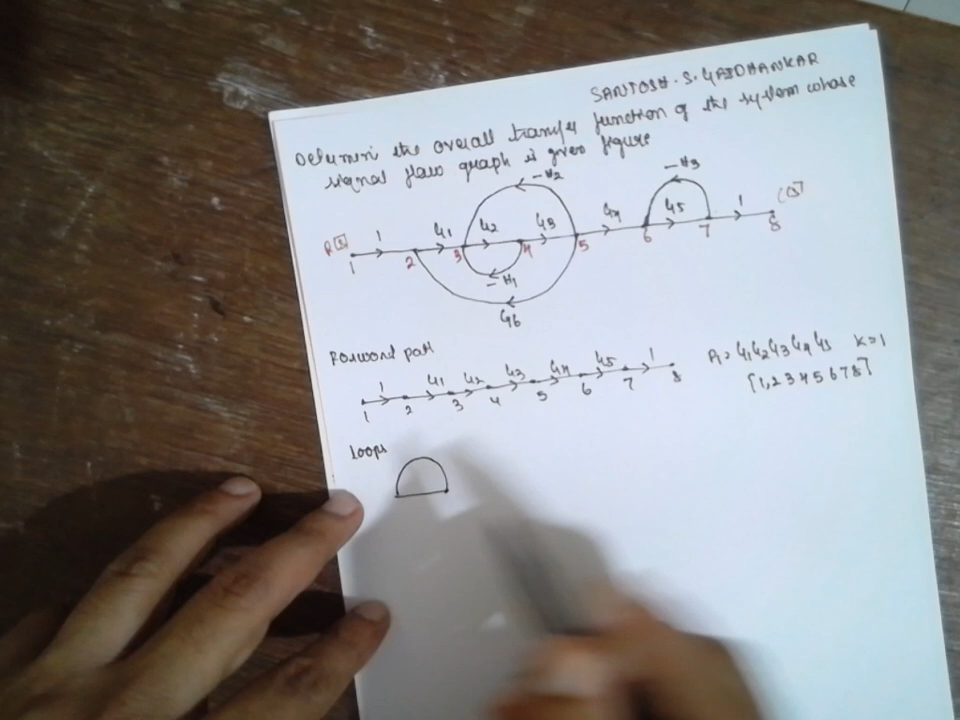 SANTOSH. S. GAIDHANKAR
the overall transfer function of the system whose
signal flow graph is given figure
-H2
-H3
R(S) 1 G1 G2 G3 G4 G5 1 C(S)
1 2 3 4 5 6 7 8
-H1
G6
Forword path
1 G1 G2 G3 G4 G5 1
1 2 3 4 5 6 7 8
P1 = G1G2G3G4G5 K=1
[1,2 3 4 5 6 7 8]
Loops